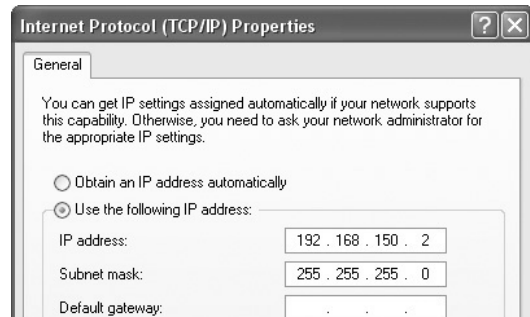 Internet Protocol (TCP/IP) Properties
General
You can get IP settings assigned automatically if your network supports
this capability. Otherwise, you need to ask your network administrator for
the appropriate IP settings.
Obtain an IP address automatically
Use the following IP address:
IP address: 192 . 168 . 150 . 2
Subnet mask: 255 . 255 . 255 . 0
Default gateway: . . .